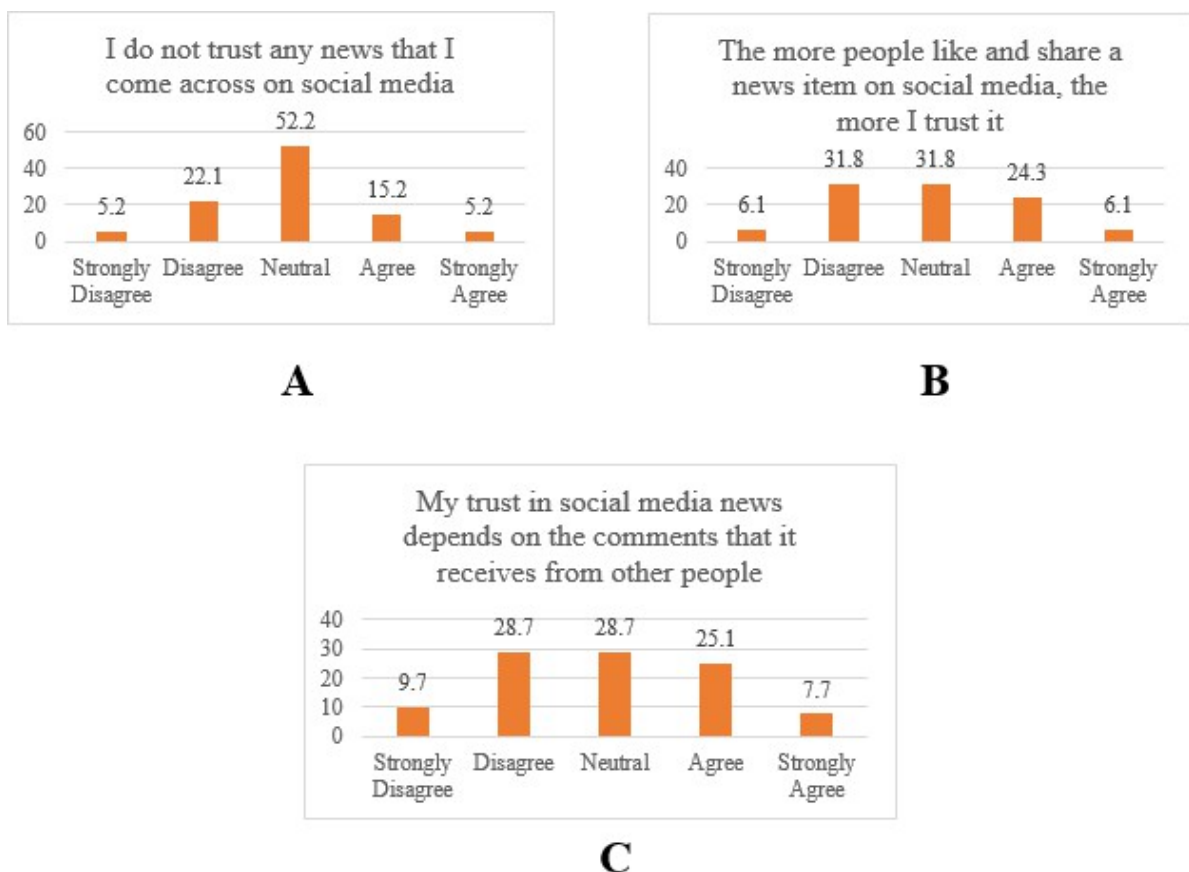 I do not trust any news that I
come across on social media
60
40
20
0
5.2
22.1
52.2
15.2
5.2
Strongly Disagree
Disagree
Neutral
Agree
Strongly Agree
A
The more people like and share a
news item on social media, the
more I trust it
40
20
0
6.1
31.8
31.8
24.3
6.1
Strongly Disagree
Disagree
Neutral
Agree
Strongly Agree
B
My trust in social media news
depends on the comments that it
receives from other people
40
30
20
10
0
9.7
28.7
28.7
25.1
7.7
Strongly Disagree
Disagree
Neutral
Agree
Strongly Agree
C